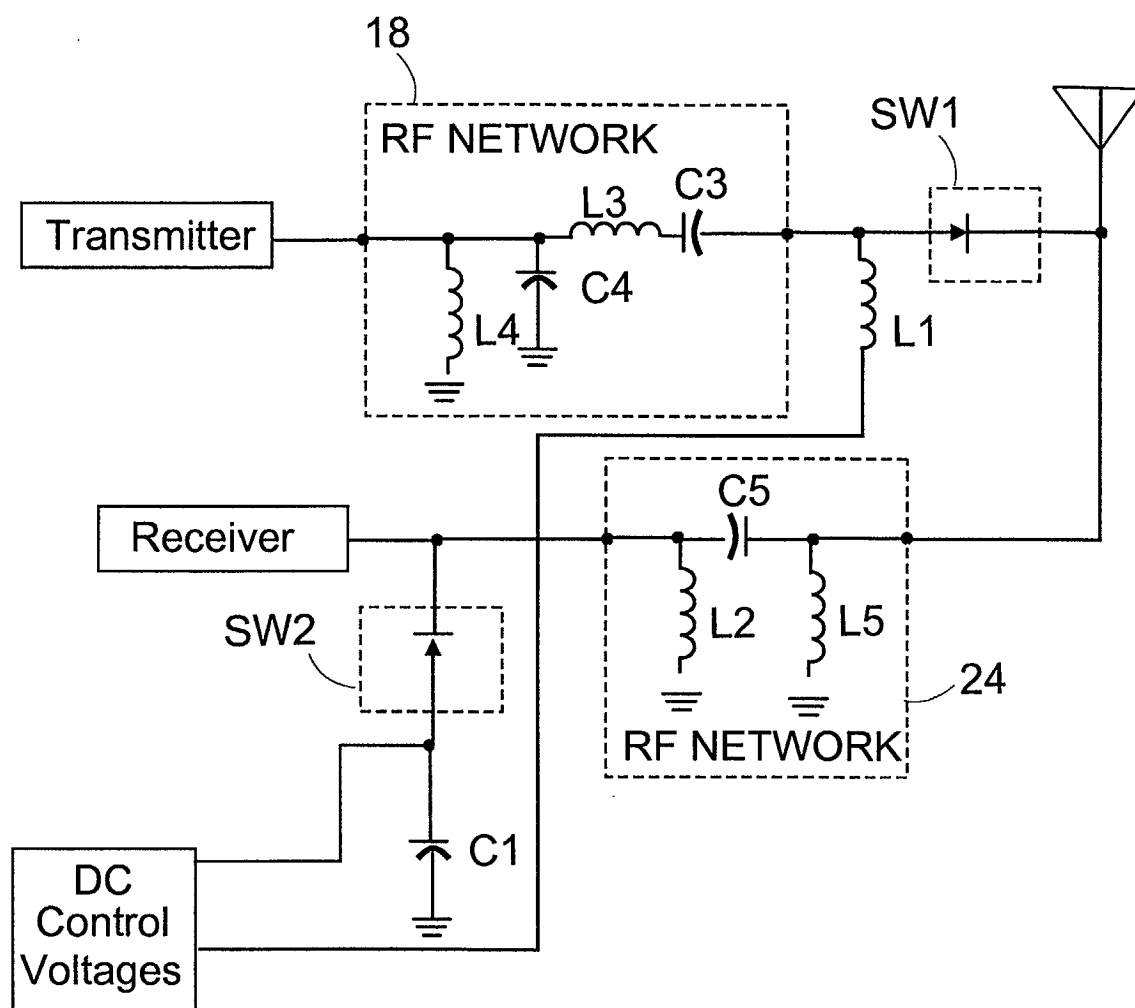 18
RF NETWORK
SW1
C3
L3
Transmitter
C4
L4
L1
C5
Receiver
SW2
L2
L5
24
RF NETWORK
C1
DC
Control
Voltages